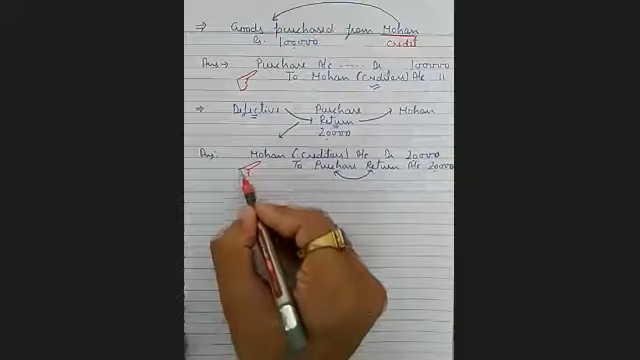 ⇒ Goods purchased from Mohan
Rs. 100000 Credit
Ans → Purchase A/c ..... Dr 100000
To Mohan (Creditors) A/c 11
⇒ Defective Purchase Return Mohan
20000
Ans: Mohan (Creditors) A/c Dr 20000
To Purchase Return A/c 20000